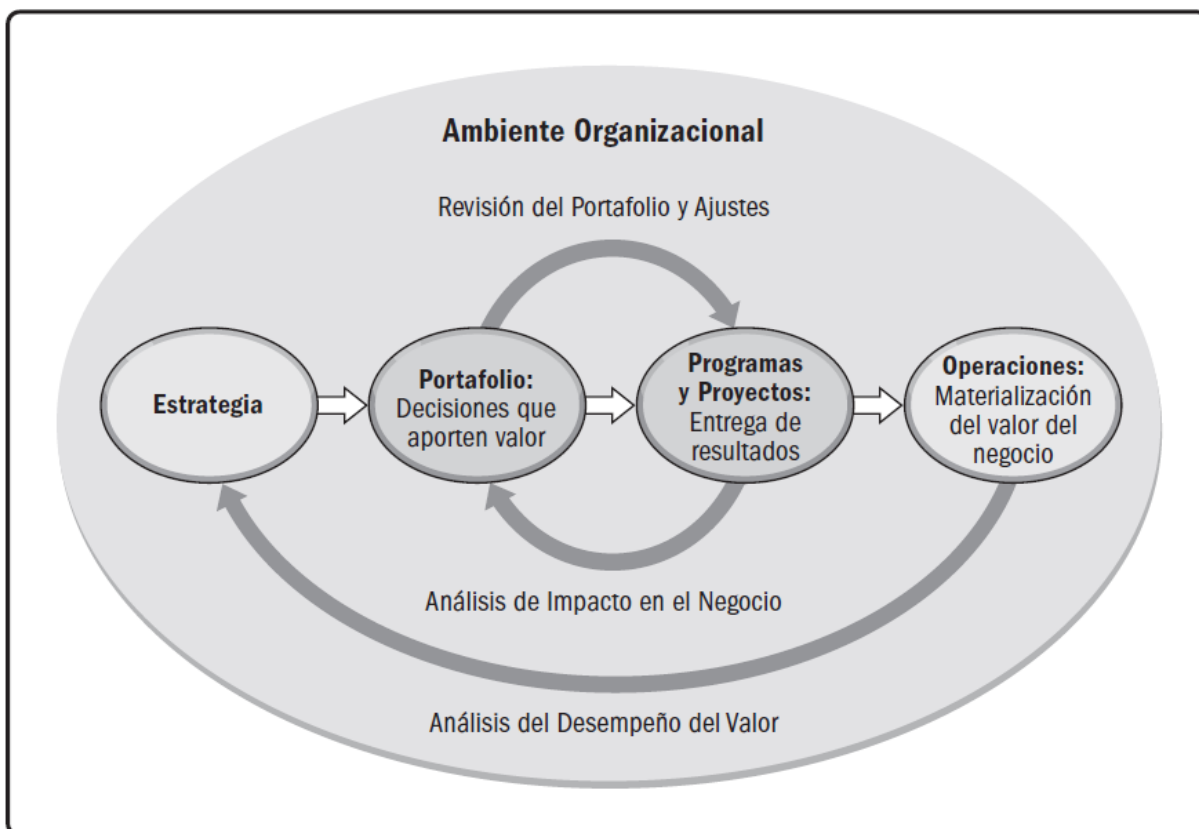 Ambiente Organizacional
Revisión del Portafolio y Ajustes
Estrategia
Portafolio:
Decisiones que
aporten valor
Programas
y Proyectos:
Entrega de
resultados
Operaciones:
Materialización
del valor del
negocio
Análisis de Impacto en el Negocio
Análisis del Desempeño del Valor